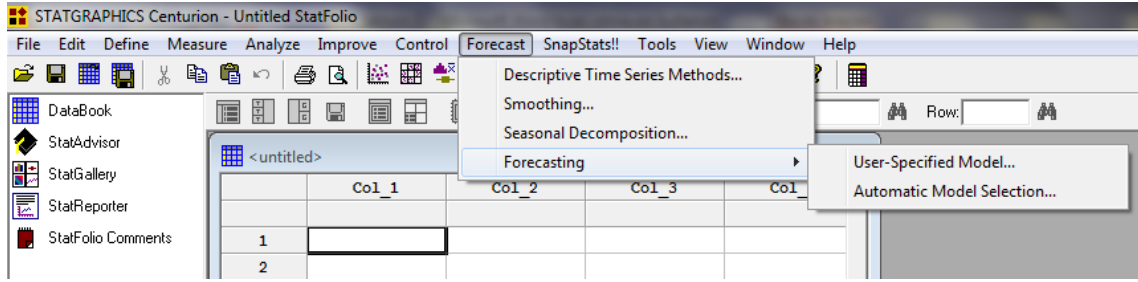 STATGRAPHICS Centurion - Untitled StatFolio
File Edit Define Measure Analyze Improve Control Forecast SnapStats!! Tools View Window Help
Descriptive Time Series Methods...
Smoothing...
Seasonal Decomposition...
Forecasting
User-Specified Model...
Automatic Model Selection...
DataBook
StatAdvisor
StatGallery
StatReporter
StatFolio Comments
Row:
<untitled>
Col_1 Col_2 Col_3 Col_
1
2